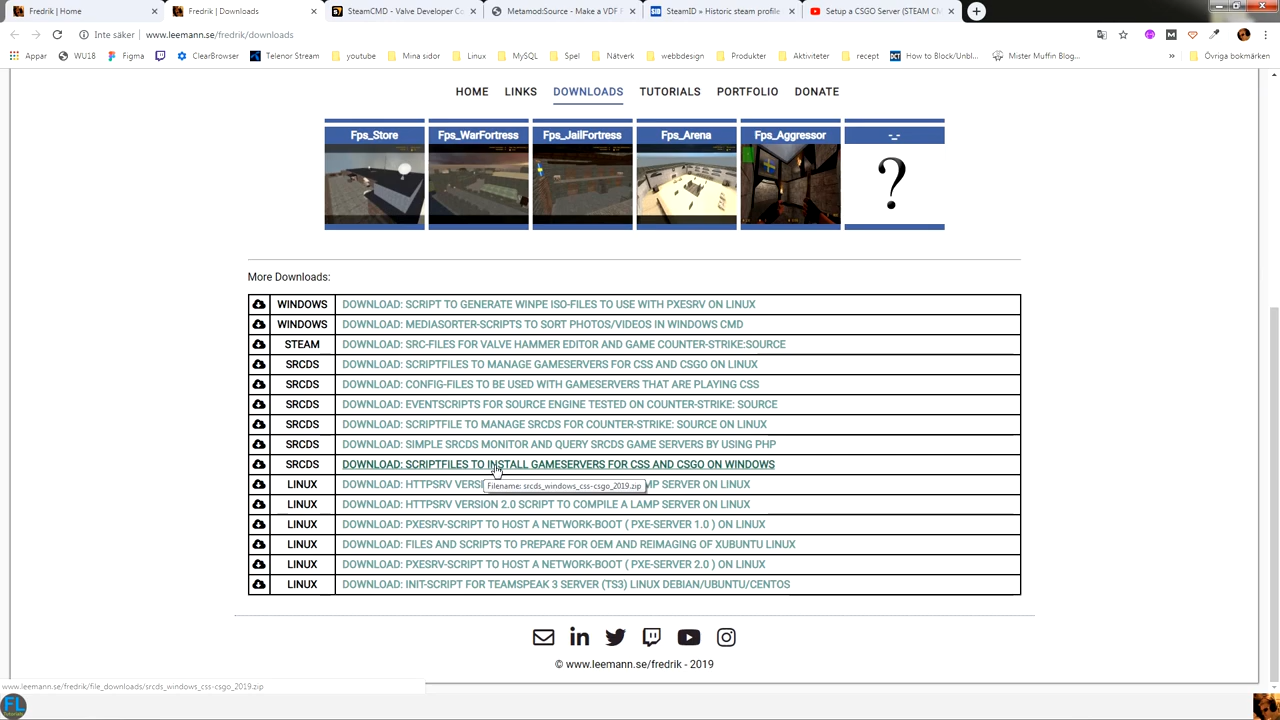 Fredrik | Home
Fredrik | Downloads
SteamCMD - Valve Developer Co
Metamod:Source - Make a VDF F
SteamID » Historic steam profile
Setup a CSGO Server (STEAM CM
Inte säker
www.leemann.se/fredrik/downloads
Appar
WU18
Figma
ClearBrowser
Telenor Stream
youtube
Mina sidor
Linux
MySQL
Spel
Nätverk
webbdesign
Produkter
Aktiviteter
recept
How to Block/Unbl...
Mister Muffin Blog...
»
Övriga bokmärken
HOME
LINKS
DOWNLOADS
TUTORIALS
PORTFOLIO
DONATE
Fps_Store
Fps_WarFortress
Fps_JailFortress
Fps_Arena
Fps_Aggressor
-_-
?
More Downloads:
WINDOWS DOWNLOAD: SCRIPT TO GENERATE WINPE ISO-FILES TO USE WITH PXESRV ON LINUX
WINDOWS DOWNLOAD: MEDIASORTER-SCRIPTS TO SORT PHOTOS/VIDEOS IN WINDOWS CMD
STEAM DOWNLOAD: SRC-FILES FOR VALVE HAMMER EDITOR AND GAME COUNTER-STRIKE:SOURCE
SRCDS DOWNLOAD: SCRIPTFILES TO MANAGE GAMESERVERS FOR CSS AND CSGO ON LINUX
SRCDS DOWNLOAD: CONFIG-FILES TO BE USED WITH GAMESERVERS THAT ARE PLAYING CSS
SRCDS DOWNLOAD: EVENTSCRIPTS FOR SOURCE ENGINE TESTED ON COUNTER-STRIKE: SOURCE
SRCDS DOWNLOAD: SCRIPTFILE TO MANAGE SRCDS FOR COUNTER-STRIKE: SOURCE ON LINUX
SRCDS DOWNLOAD: SIMPLE SRCDS MONITOR AND QUERY SRCDS GAME SERVERS BY USING PHP
SRCDS DOWNLOAD: SCRIPTFILES TO INSTALL GAMESERVERS FOR CSS AND CSGO ON WINDOWS
LINUX DOWNLOAD: HTTPSRV VERSI MP SERVER ON LINUX
Filename: srcds_windows_css-csgo_2019.zip
LINUX DOWNLOAD: HTTPSRV VERSION 2.0 SCRIPT TO COMPILE A LAMP SERVER ON LINUX
LINUX DOWNLOAD: PXESRV-SCRIPT TO HOST A NETWORK-BOOT ( PXE-SERVER 1.0 ) ON LINUX
LINUX DOWNLOAD: FILES AND SCRIPTS TO PREPARE FOR OEM AND REIMAGING OF XUBUNTU LINUX
LINUX DOWNLOAD: PXESRV-SCRIPT TO HOST A NETWORK-BOOT ( PXE-SERVER 2.0 ) ON LINUX
LINUX DOWNLOAD: INIT-SCRIPT FOR TEAMSPEAK 3 SERVER (TS3) LINUX DEBIAN/UBUNTU/CENTOS
© www.leemann.se/fredrik - 2019
www.leemann.se/fredrik/file_downloads/srcds_windows_css-csgo_2019.zip
FL
Tutorials